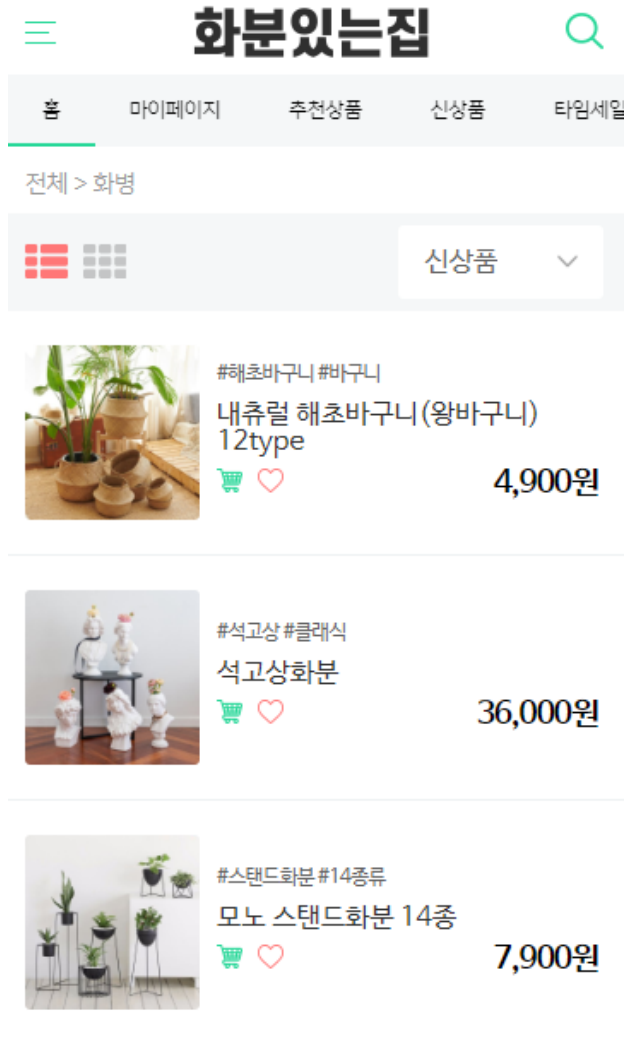 화분있는집
홈 마이페이지 추천상품 신상품 타임세일
전체 > 화병
신상품
#해초바구니 #바구니
내츄럴 해초바구니(왕바구니)
12type
4,900원
#석고상 #클래식
석고상화분
36,000원
#스탠드화분 #14종류
모노 스탠드화분 14종
7,900원